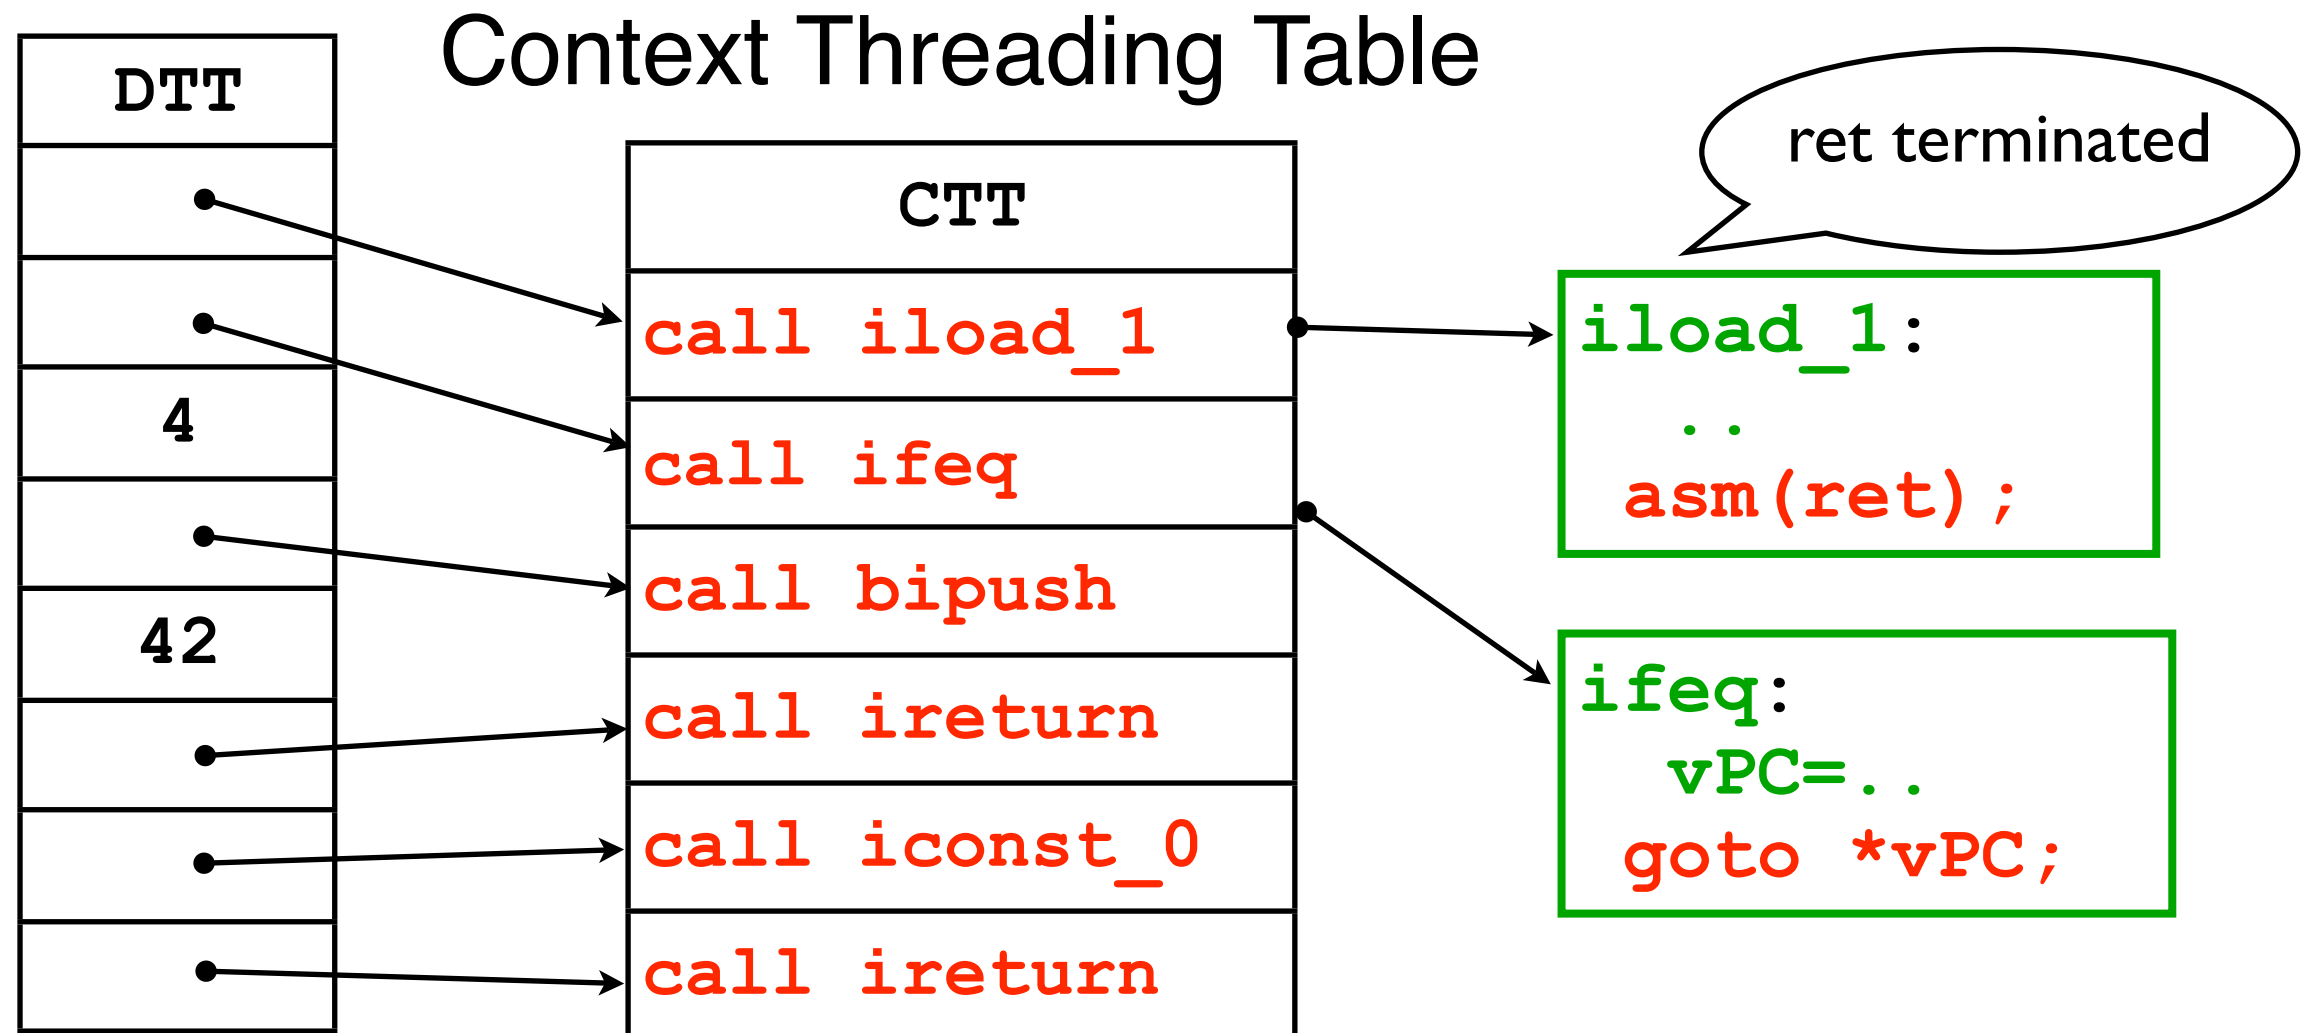 Context Threading Table
DTT
4
42
CTT
call iload_1
call ifeq
call bipush
call ireturn
call iconst_0
call ireturn
ret terminated
iload_1:
..
asm(ret);
ifeq:
vPC=..
goto *vPC;